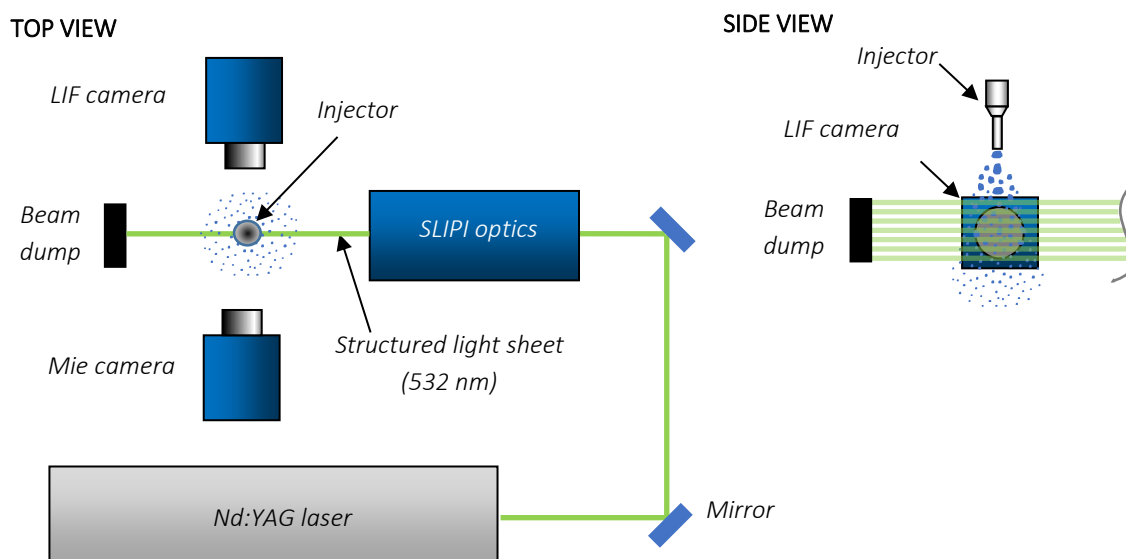 TOP VIEW
LIF camera
Injector
Beam
dump
SLIPI optics
Mie camera
Structured light sheet
(532 nm)
Nd:YAG laser
Mirror
SIDE VIEW
Injector
LIF camera
Beam
dump